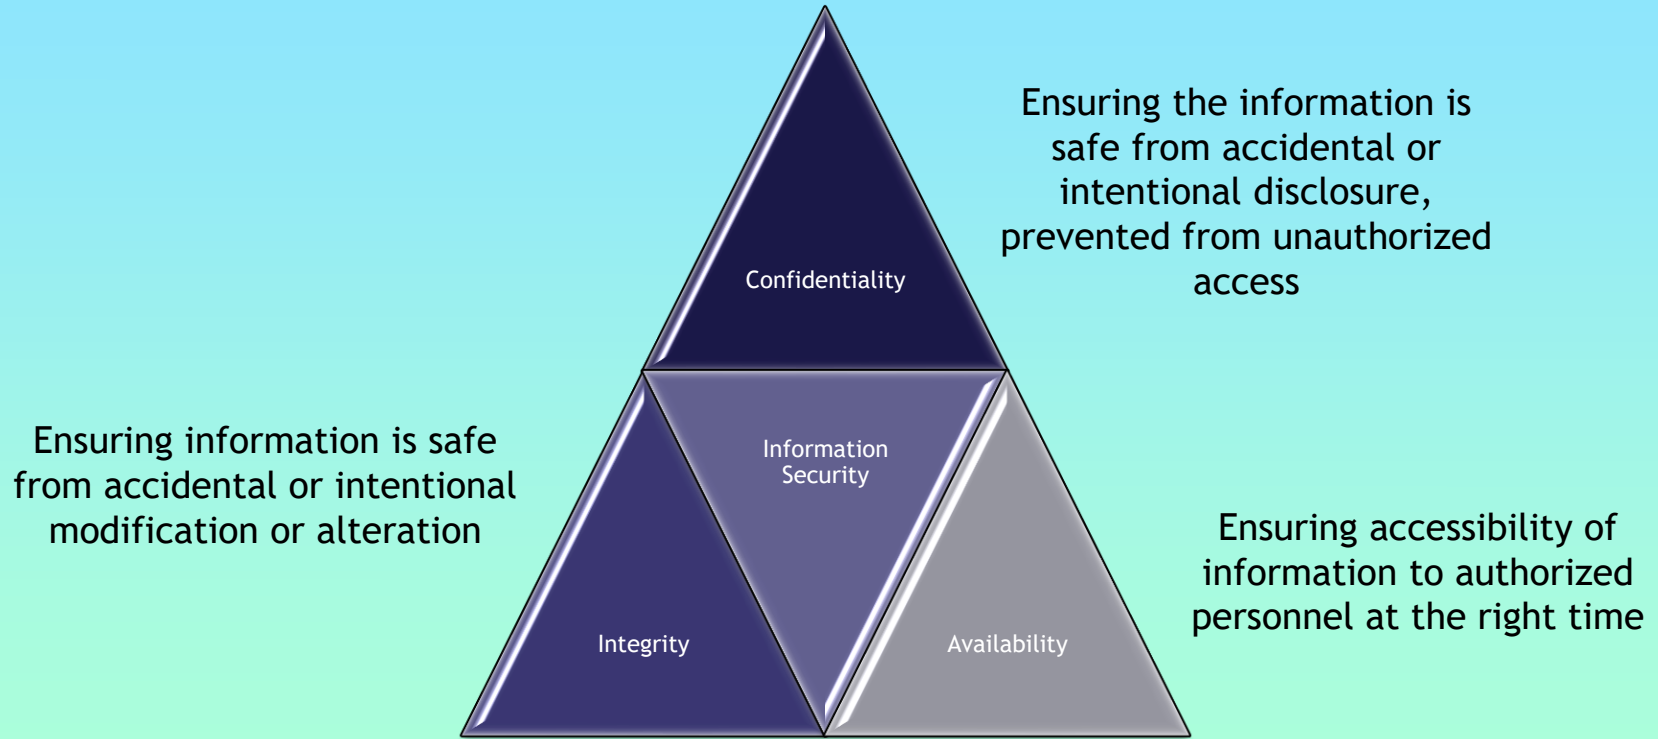 Confidentiality
Ensuring the information is
safe from accidental or
intentional disclosure,
prevented from unauthorized
access
Ensuring information is safe
from accidental or intentional
modification or alteration
Information
Security
Integrity
Availability
Ensuring accessibility of
information to authorized
personnel at the right time